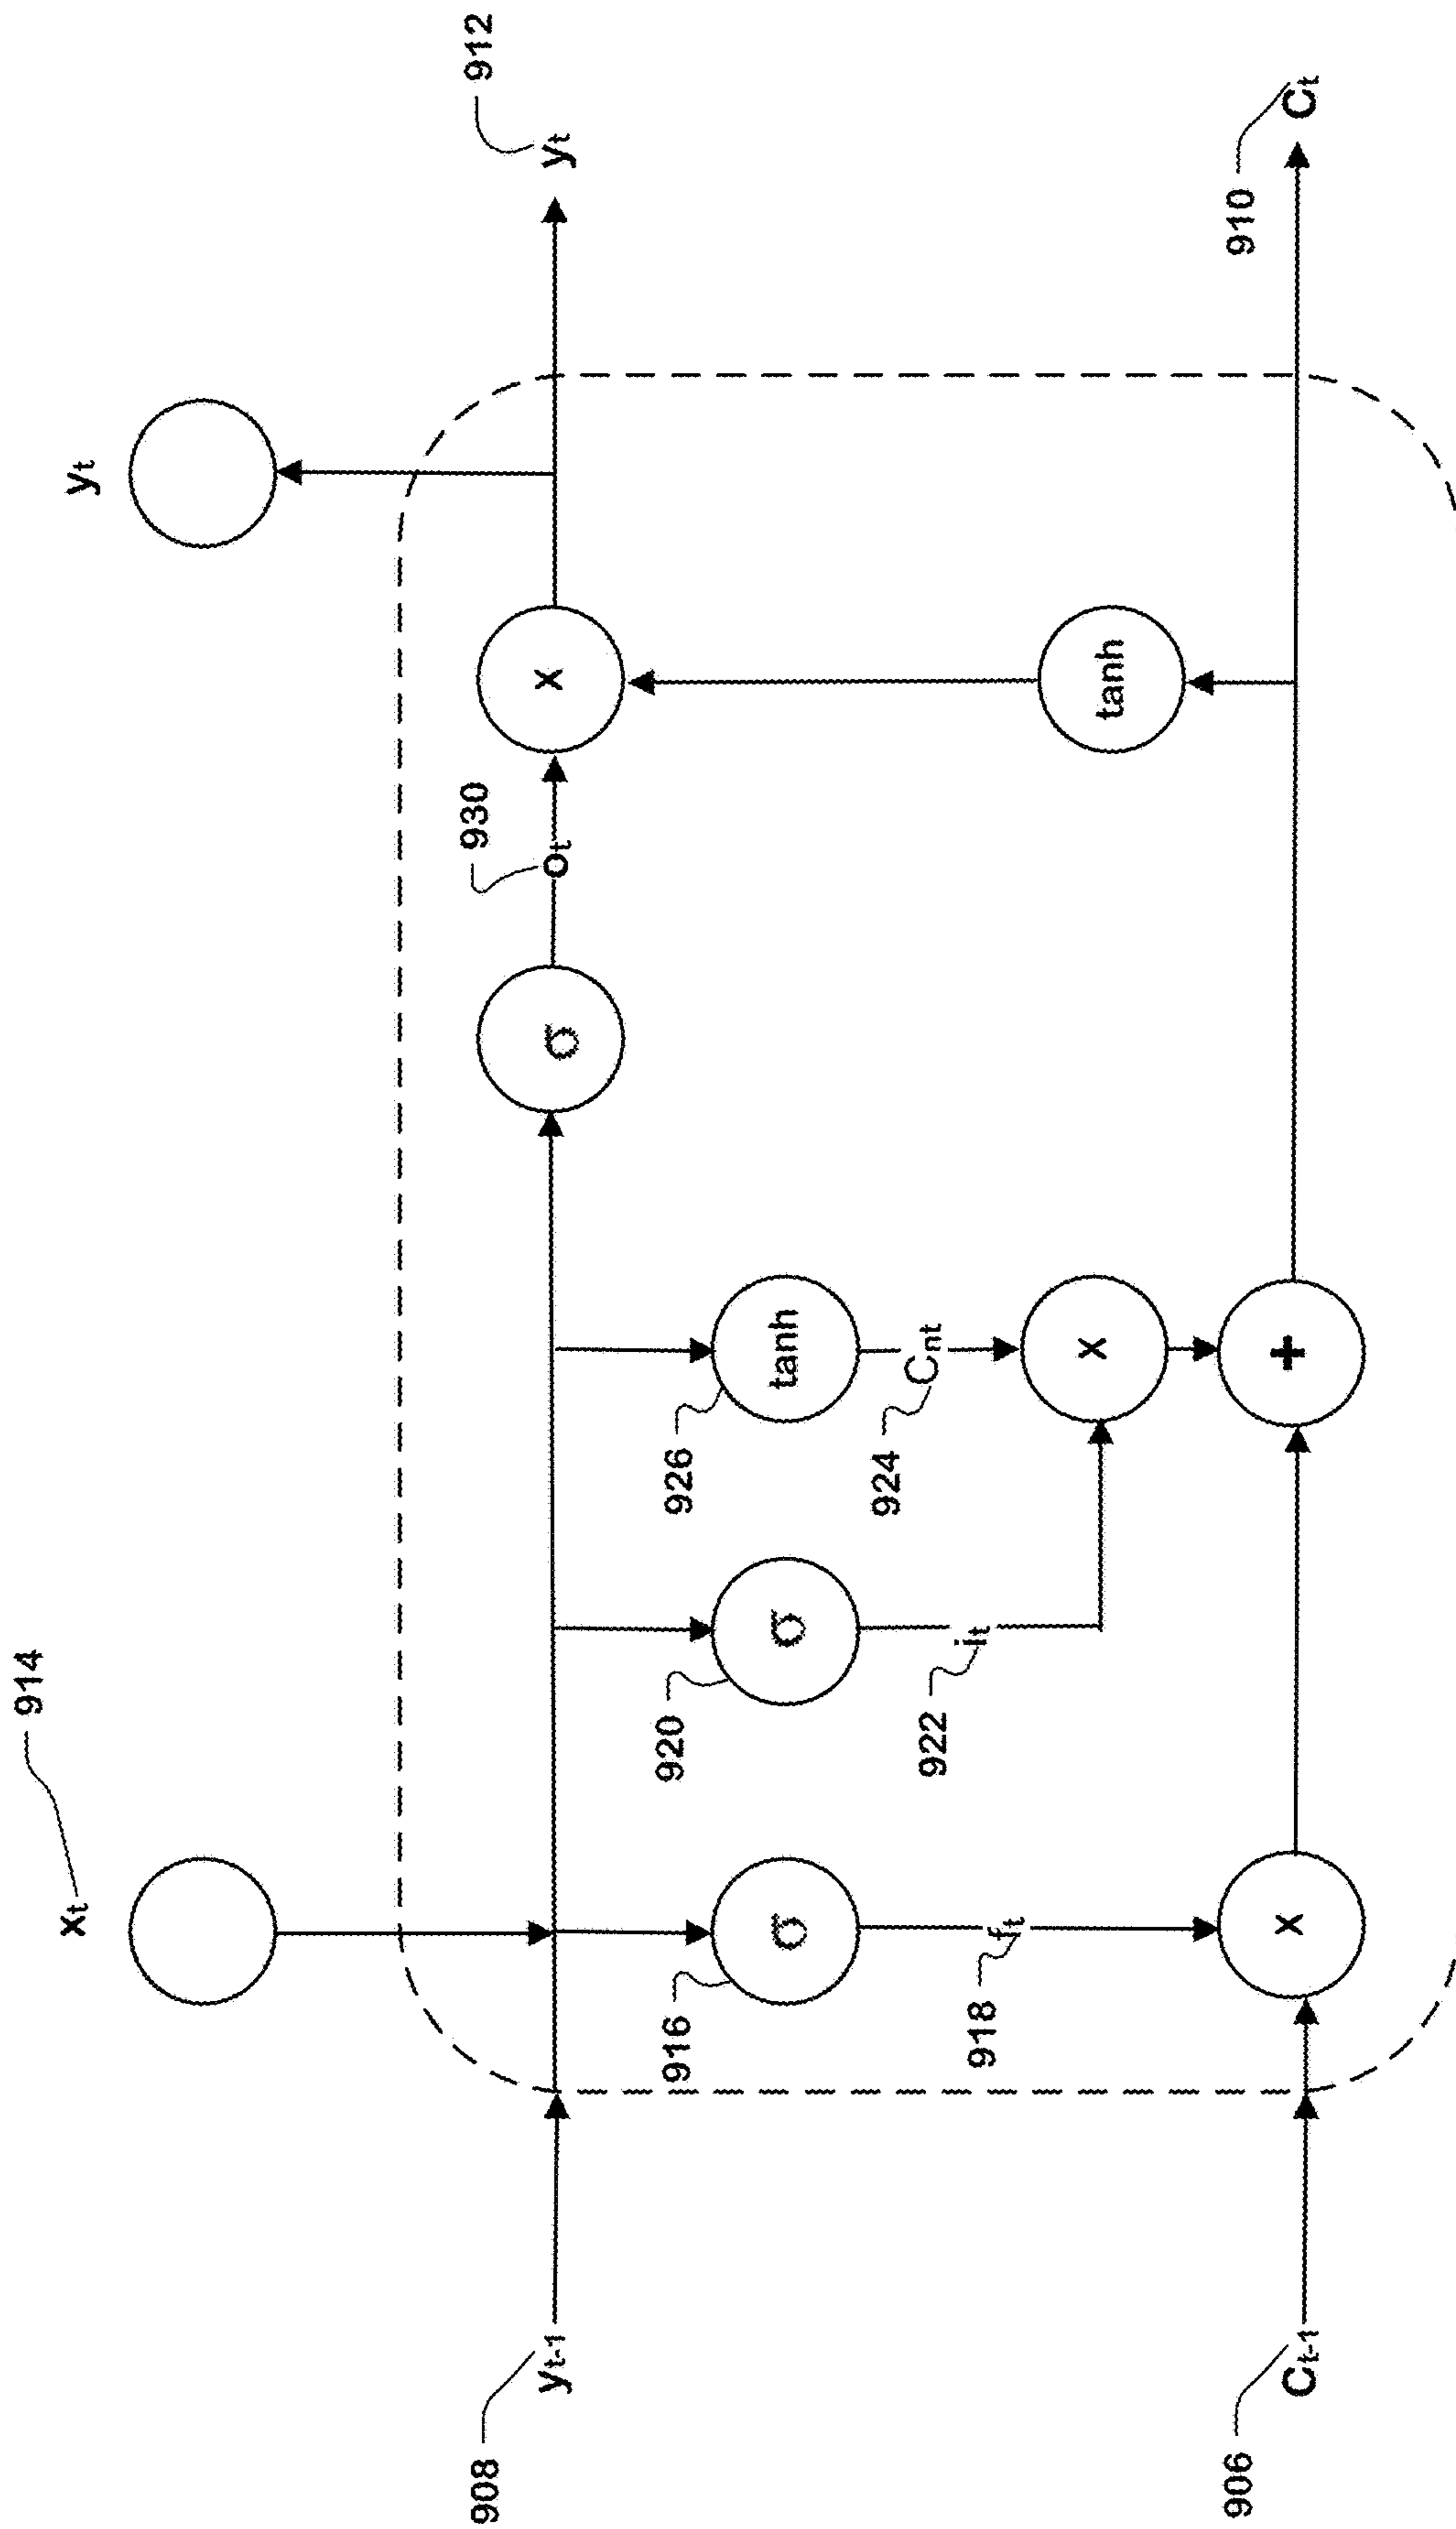 xt 914
yt
908 yt-1
yt 912
σ
ot 930
x
916 σ
920 σ
926 tanh
918 ft
922 it
924 Cnt
x
tanh
906 Ct-1
x
+
910 Ct